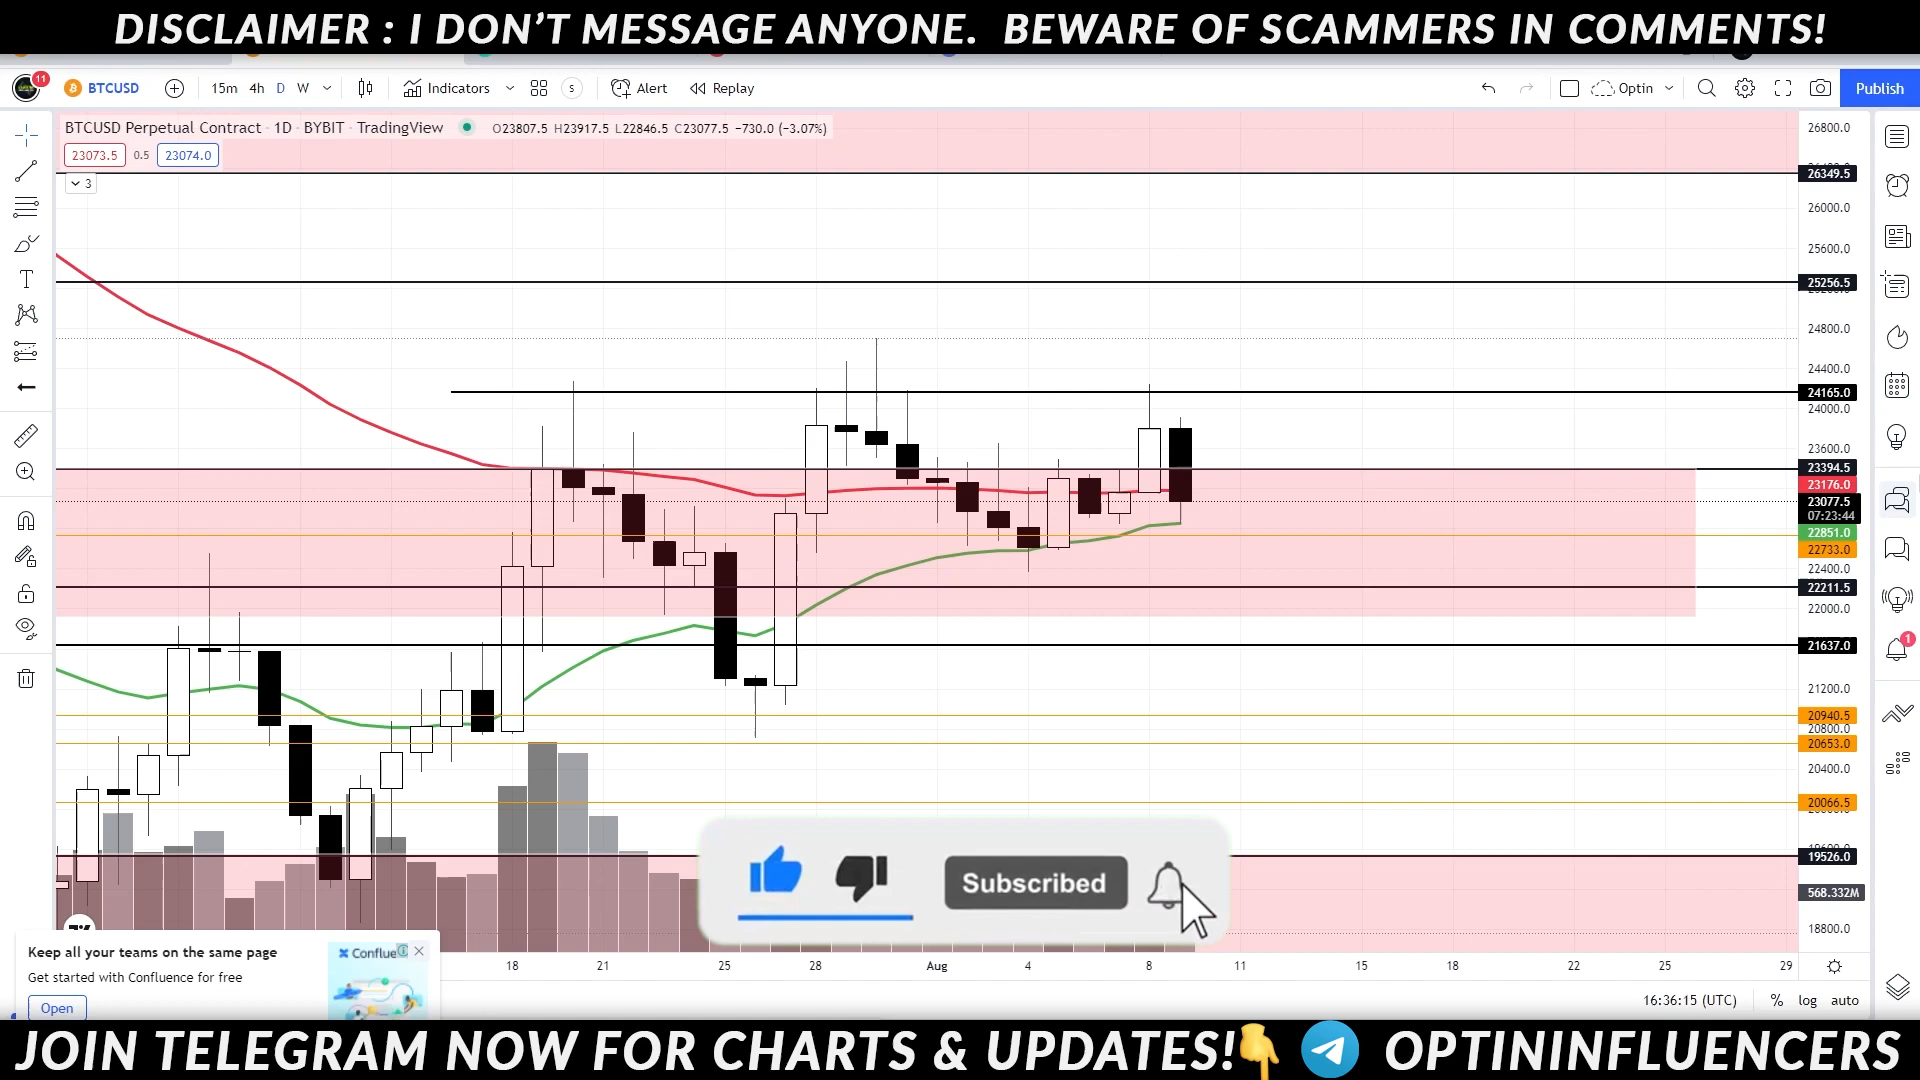 DISCLAIMER : I DON’T MESSAGE ANYONE. BEWARE OF SCAMMERS IN COMMENTS!
11
BTCUSD
15m 4h D W
Indicators
S
Alert
Replay
Optin
Publish
BTCUSD Perpetual Contract · 1D · BYBIT · TradingView
O23807.5 H23917.5 L22846.5 C23077.5 −730.0 (−3.07%)
23073.5 0.5 23074.0
3
26800.0
26349.5
26000.0
25600.0
25256.5
24800.0
24400.0
24165.0
24000.0
23600.0
23394.5
23176.0
23077.5
07:23:44
22851.0
22733.0
22400.0
22211.5
22000.0
21637.0
21200.0
20940.5
20800.0
20653.0
20400.0
20066.5
19526.0
568.332M
18800.0
1
Subscribed
Keep all your teams on the same page
Get started with Confluence for free
Open
18 21 25 28 Aug 4 8 11 15 18 22 25 29
16:36:15 (UTC) % log auto
JOIN TELEGRAM NOW FOR CHARTS & UPDATES! OPTININFLUENCERS